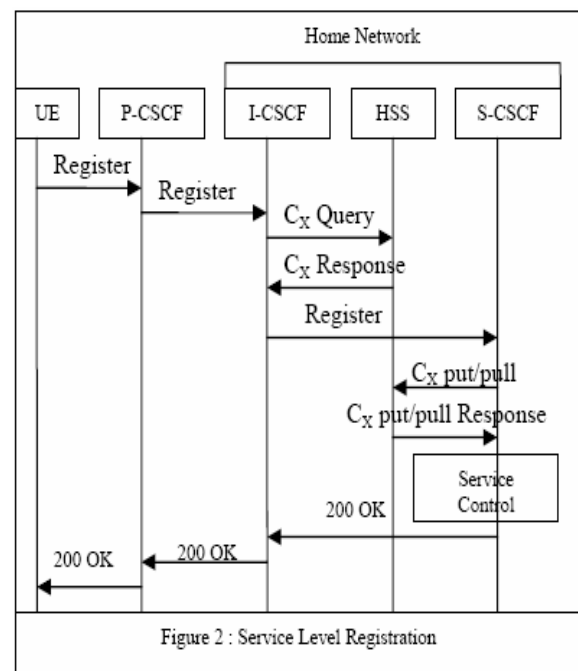 Home Network
UE P-CSCF I-CSCF HSS S-CSCF
Register
Register
Cx Query
Cx Response
Register
Cx put/pull
Cx put/pull Response
Service
Control
200 OK
200 OK
200 OK
Figure 2 : Service Level Registration